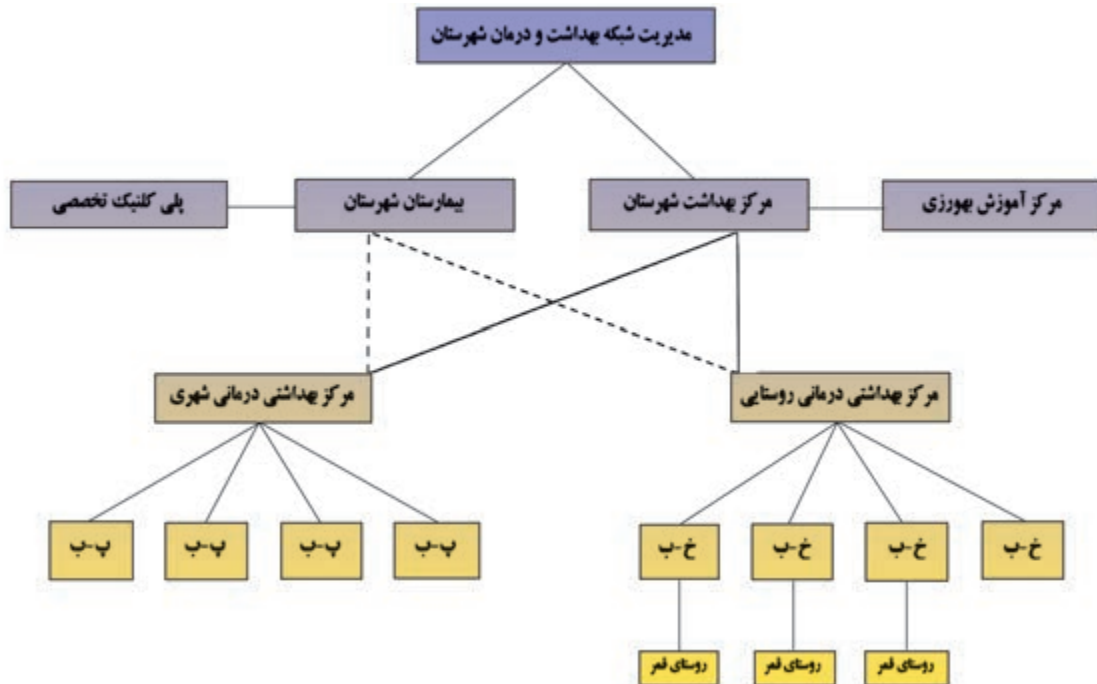 مدیریت شبکه بهداشت و درمان شهرستان
مرکز آموزش بهورزی
مرکز بهداشت شهرستان
بیمارستان شهرستان
پلی کلنیک تخصصی
مرکز بهداشتی درمانی روستایی
مرکز بهداشتی درمانی شهری
خ-ب
خ-ب
خ-ب
خ-ب
پ-ب
پ-ب
پ-ب
پ-ب
روستای قمر
روستای قمر
روستای قمر